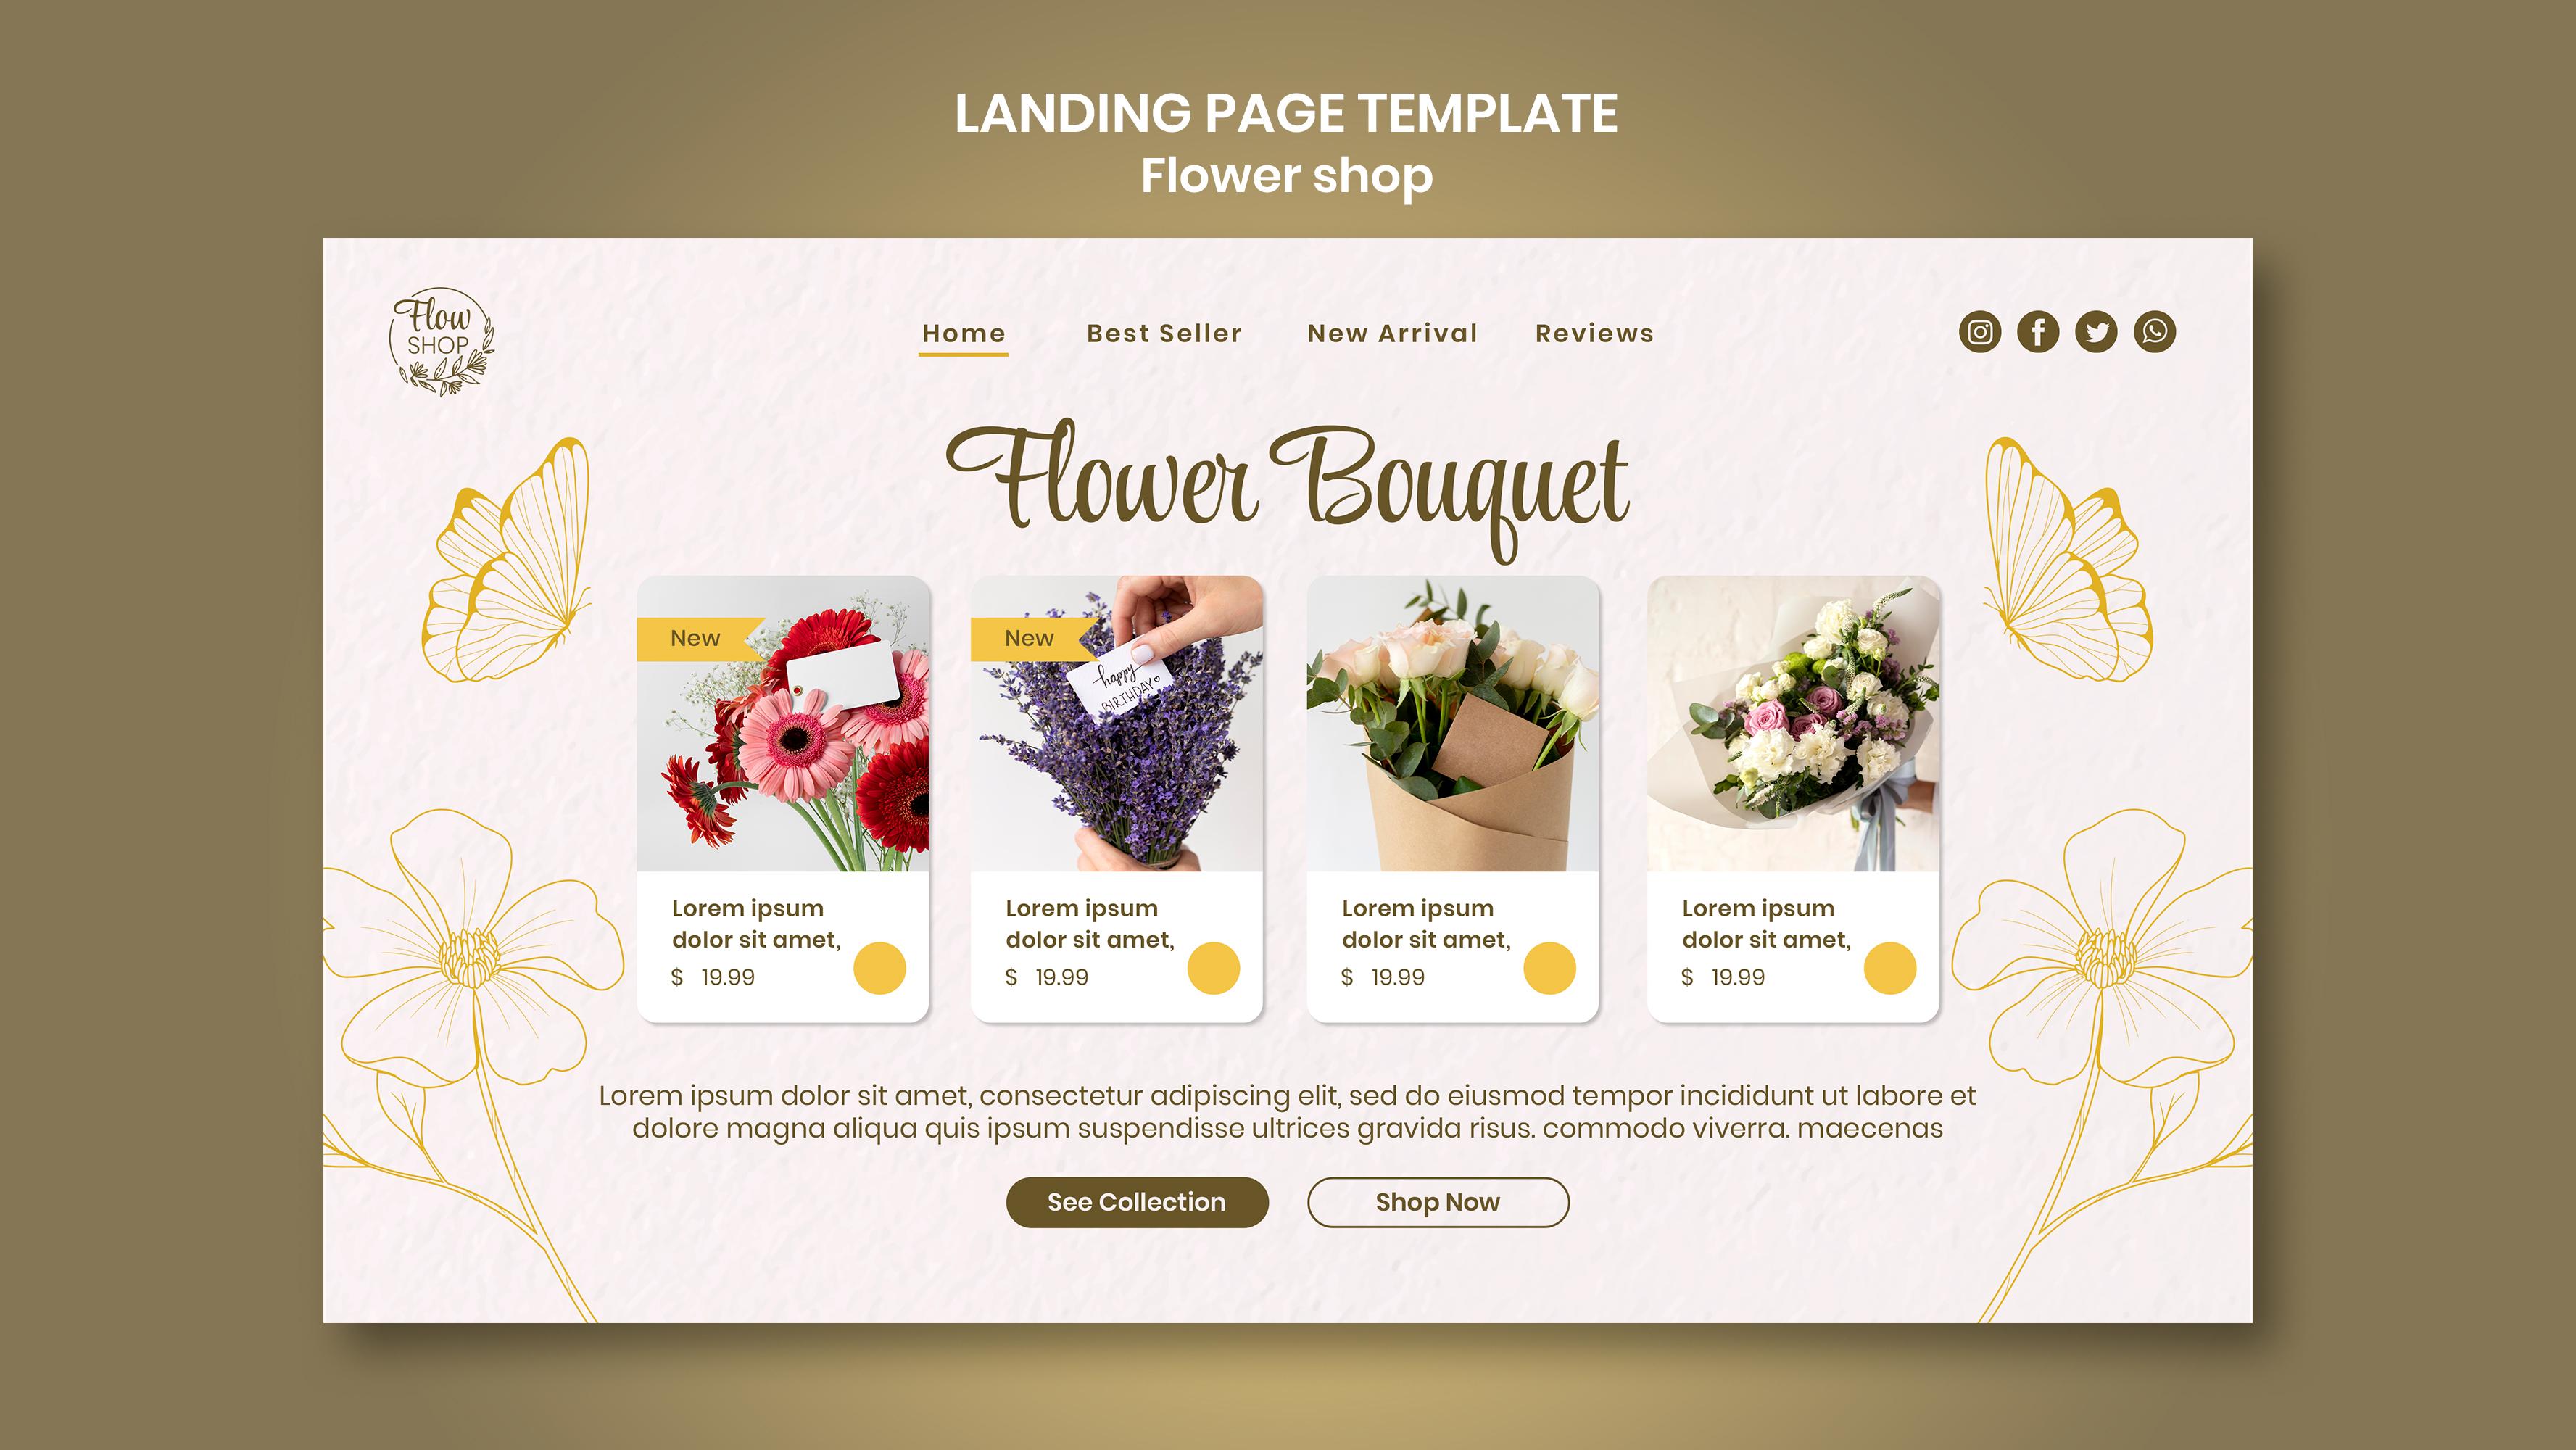 LANDING PAGE TEMPLATE
Flower shop
Flow
SHOP
Home Best Seller New Arrival Reviews
Flower Bouquet
New
New
happy
BIRTHDAY
Lorem ipsum
dolor sit amet,
$ 19.99
Lorem ipsum
dolor sit amet,
$ 19.99
Lorem ipsum
dolor sit amet,
$ 19.99
Lorem ipsum
dolor sit amet,
$ 19.99
Lorem ipsum dolor sit amet, consectetur adipiscing elit, sed do eiusmod tempor incididunt ut labore et
dolore magna aliqua quis ipsum suspendisse ultrices gravida risus. commodo viverra. maecenas
See Collection Shop Now